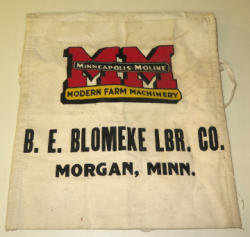 MM
MINNEAPOLIS-MOLINE
MODERN FARM MACHINERY
B. E. BLOMEKE LBR. CO.
MORGAN, MINN.